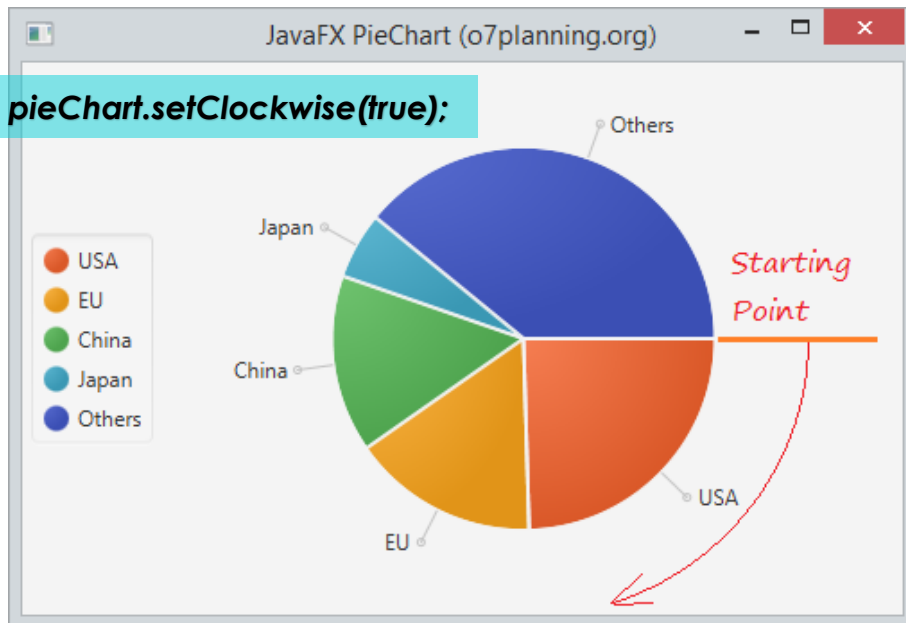 JavaFX PieChart (o7planning.org)
pieChart.setClockwise(true);
Others
Japan
USA
EU
China
Japan
Others
Starting
Point
China
USA
EU